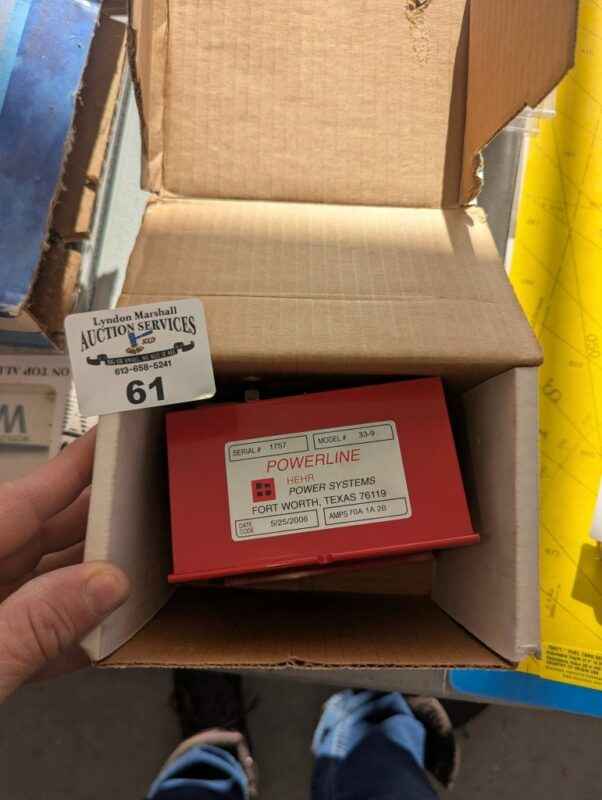 Lyndon Marshall
AUCTION SERVICES
613-658-5241
61
SERIAL # 1757
MODEL # 33-9
POWERLINE
HEHR
POWER SYSTEMS
FORT WORTH, TEXAS 76119
DATE CODE 5/25/2006
AMPS F0A 1A 2B